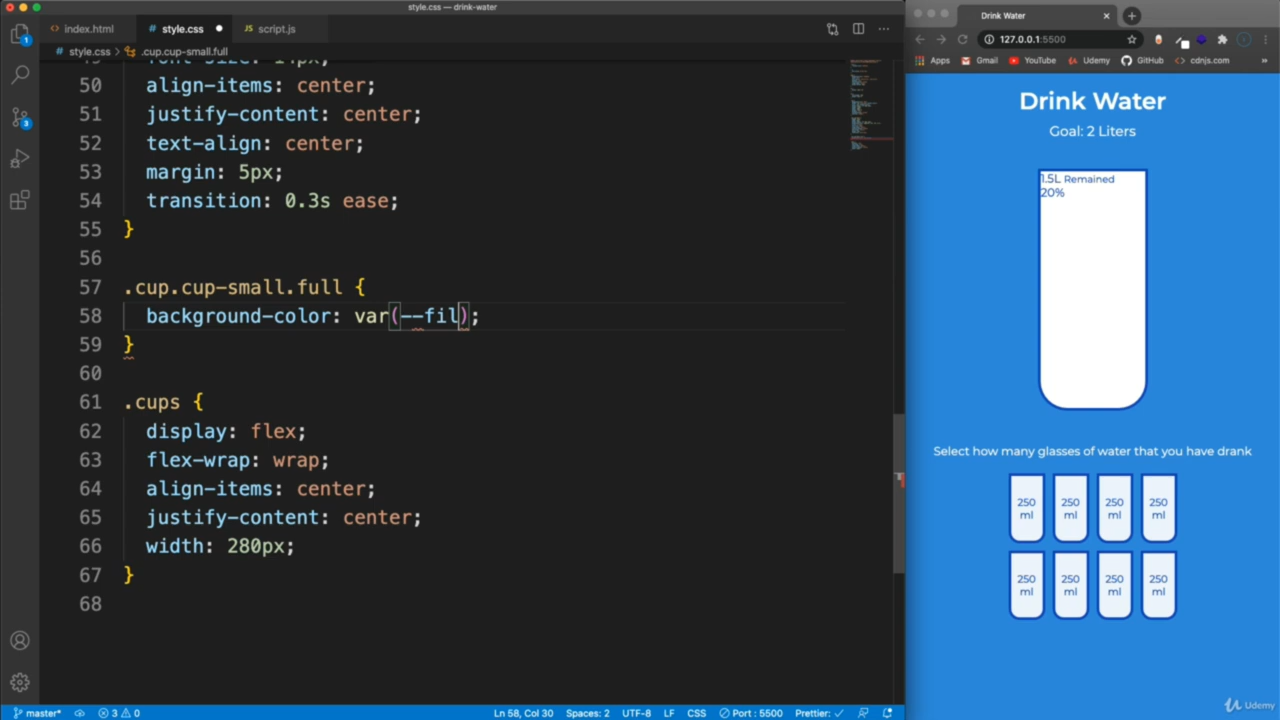 style.css — drink-water
index.html
style.css
JS script.js
# style.css > .cup.cup-small.full
50 align-items: center;
51 justify-content: center;
52 text-align: center;
53 margin: 5px;
54 transition: 0.3s ease;
55 }
56
57 .cup.cup-small.full {
58 background-color: var(--fil);
59 }
60
61 .cups {
62 display: flex;
63 flex-wrap: wrap;
64 align-items: center;
65 justify-content: center;
66 width: 280px;
67 }
68
1
3
master*
3 0
Ln 58, Col 30
Spaces: 2
UTF-8
LF
CSS
Port : 5500
Prettier: ✓
Drink Water
127.0.0.1:5500
Apps
Gmail
YouTube
Udemy
GitHub
cdnjs.com
»
Drink Water
Goal: 2 Liters
1.5L Remained
20%
Select how many glasses of water that you have drank
250 250 250 250
ml ml ml ml
250 250 250 250
ml ml ml ml
Udemy